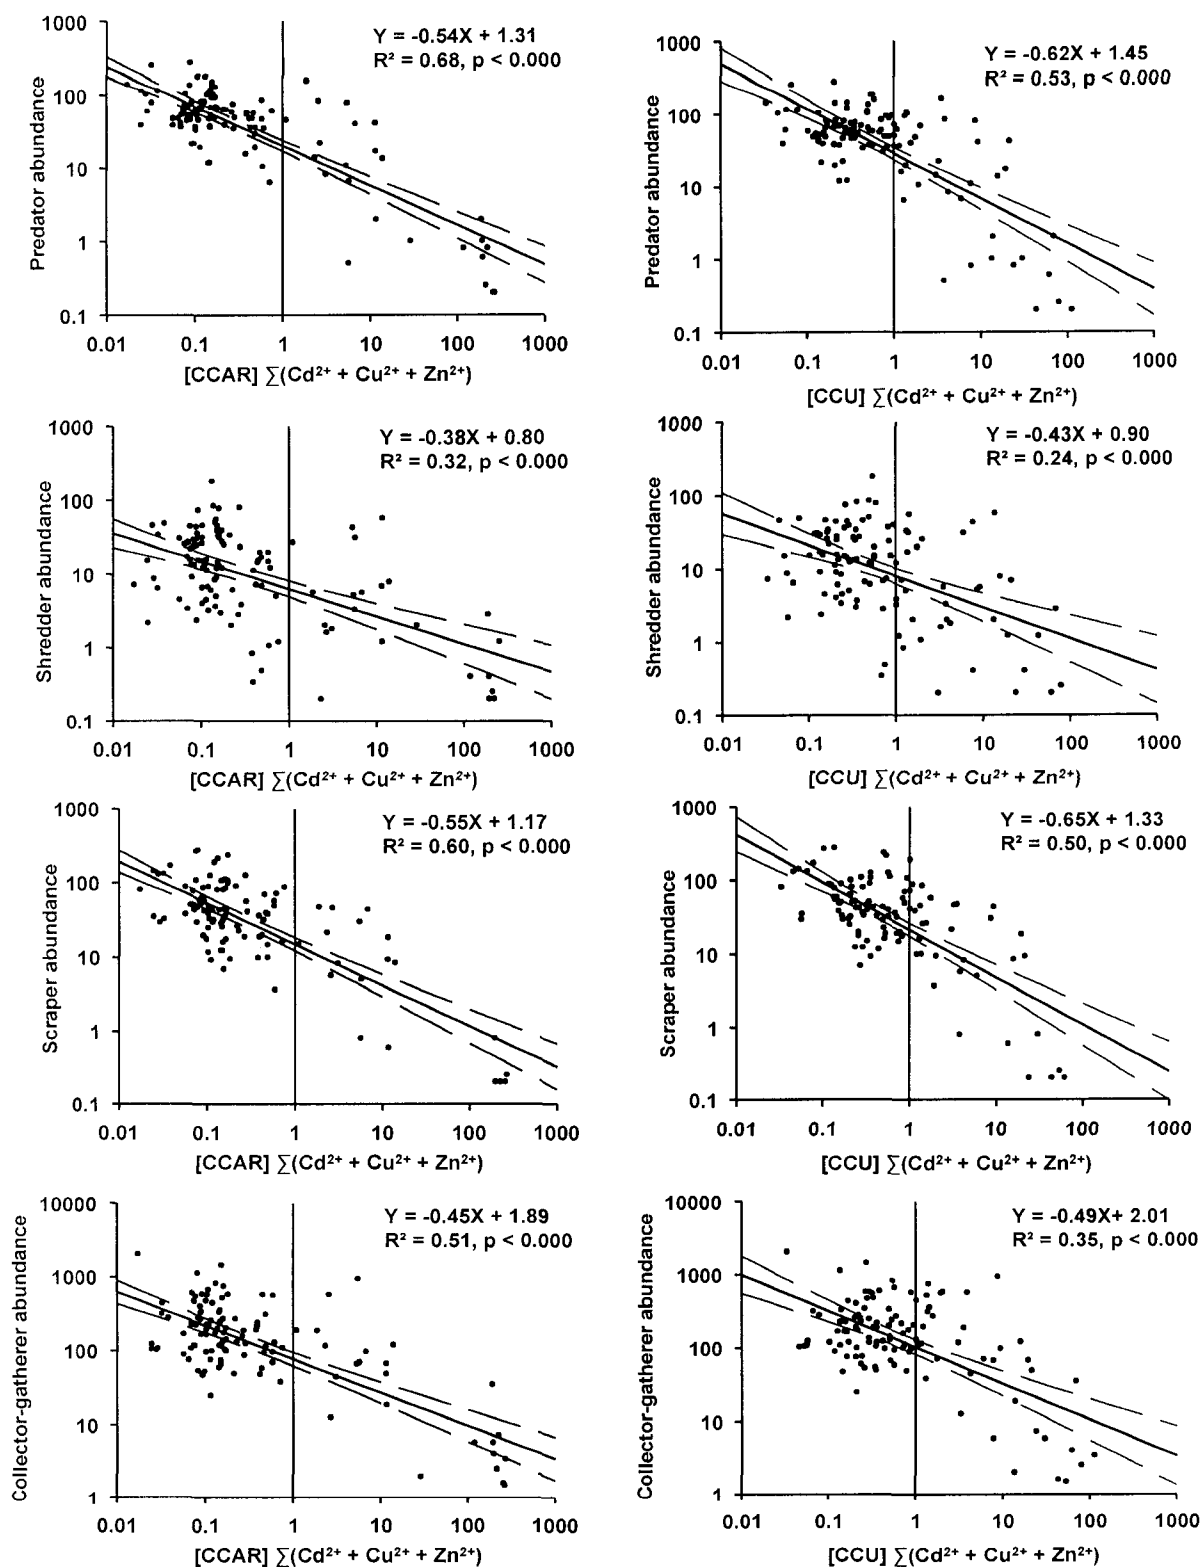 Y = -0.54X + 1.31
R² = 0.68, p < 0.000
1000
100
10
1
0.1
Predator abundance
0.01 0.1 1 10 100 1000
[CCAR] ∑(Cd²⁺ + Cu²⁺ + Zn²⁺)
Y = -0.62X + 1.45
R² = 0.53, p < 0.000
1000
100
10
1
0.1
Predator abundance
0.01 0.1 1 10 100 1000
[CCU] ∑(Cd²⁺ + Cu²⁺ + Zn²⁺)
Y = -0.38X + 0.80
R² = 0.32, p < 0.000
1000
100
10
1
0.1
Shredder abundance
0.01 0.1 1 10 100 1000
[CCAR] ∑(Cd²⁺ + Cu²⁺ + Zn²⁺)
Y = -0.43X + 0.90
R² = 0.24, p < 0.000
1000
100
10
1
0.1
Shredder abundance
0.01 0.1 1 10 100 1000
[CCU] ∑(Cd²⁺ + Cu²⁺ + Zn²⁺)
Y = -0.55X + 1.17
R² = 0.60, p < 0.000
1000
100
10
1
0.1
Scraper abundance
0.01 0.1 1 10 100 1000
[CCAR] ∑(Cd²⁺ + Cu²⁺ + Zn²⁺)
Y = -0.65X + 1.33
R² = 0.50, p < 0.000
1000
100
10
1
0.1
Scraper abundance
0.01 0.1 1 10 100 1000
[CCU] ∑(Cd²⁺ + Cu²⁺ + Zn²⁺)
Y = -0.45X + 1.89
R² = 0.51, p < 0.000
10000
1000
100
10
1
Collector-gatherer abundance
0.01 0.1 1 10 100 1000
[CCAR] ∑(Cd²⁺ + Cu²⁺ + Zn²⁺)
Y = -0.49X+ 2.01
R² = 0.35, p < 0.000
10000
1000
100
10
1
Collector-gatherer abundance
0.01 0.1 1 10 100 1000
[CCU] ∑(Cd²⁺ + Cu²⁺ + Zn²⁺)